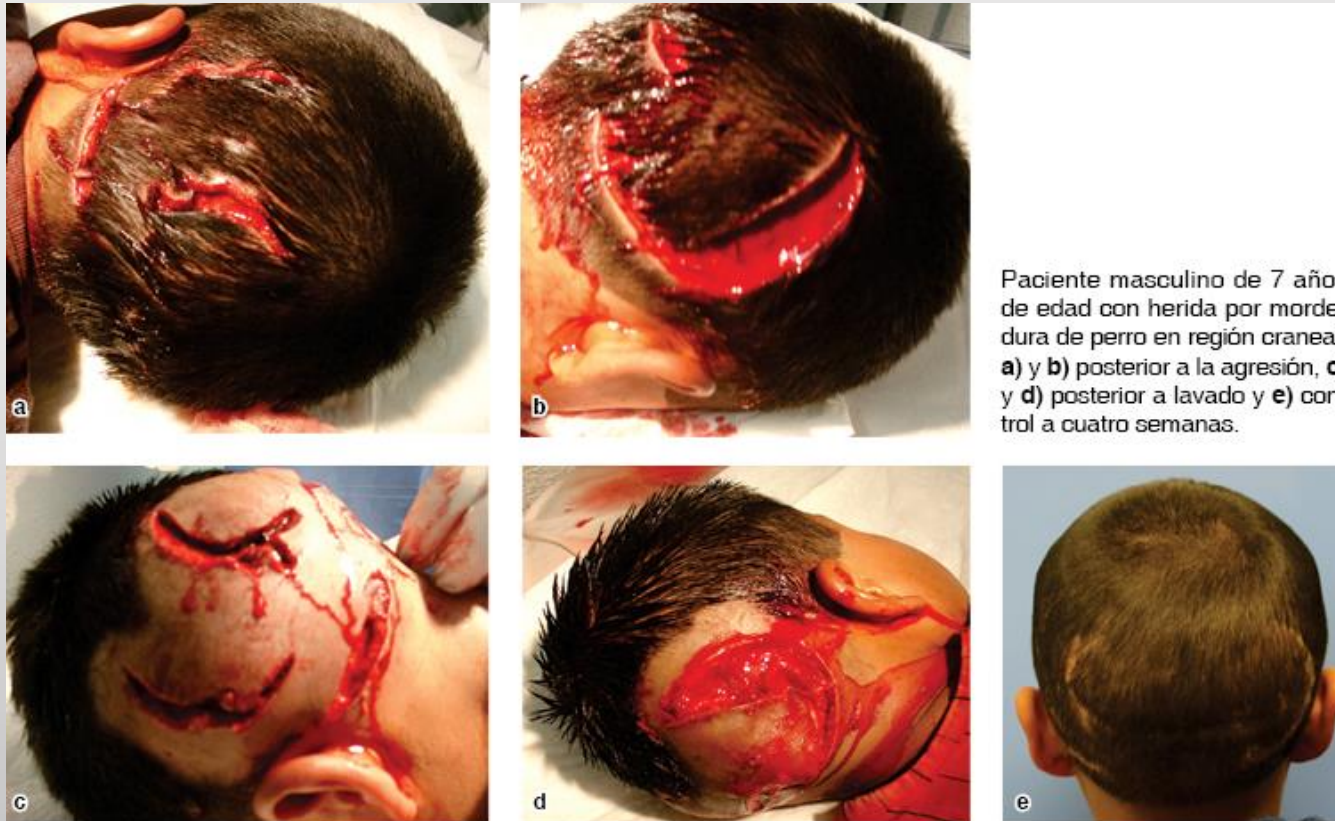 Paciente masculino de 7 año
de edad con herida por morde
dura de perro en región cranea
a) y b) posterior a la agresión, c
y d) posterior a lavado y e) con
trol a cuatro semanas.
a
b
c
d
e